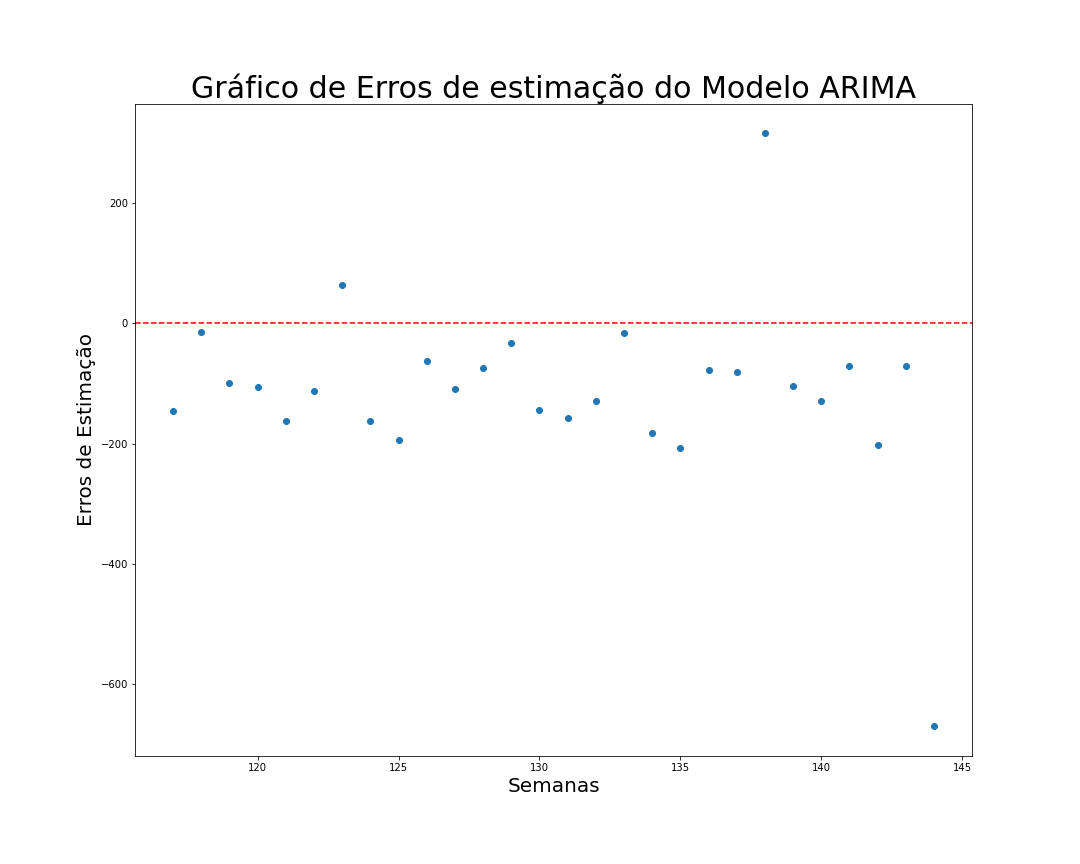 Gráfico de Erros de estimação do Modelo ARIMA
200
0
−200
−400
−600
Erros de Estimação
120 125 130 135 140 145
Semanas